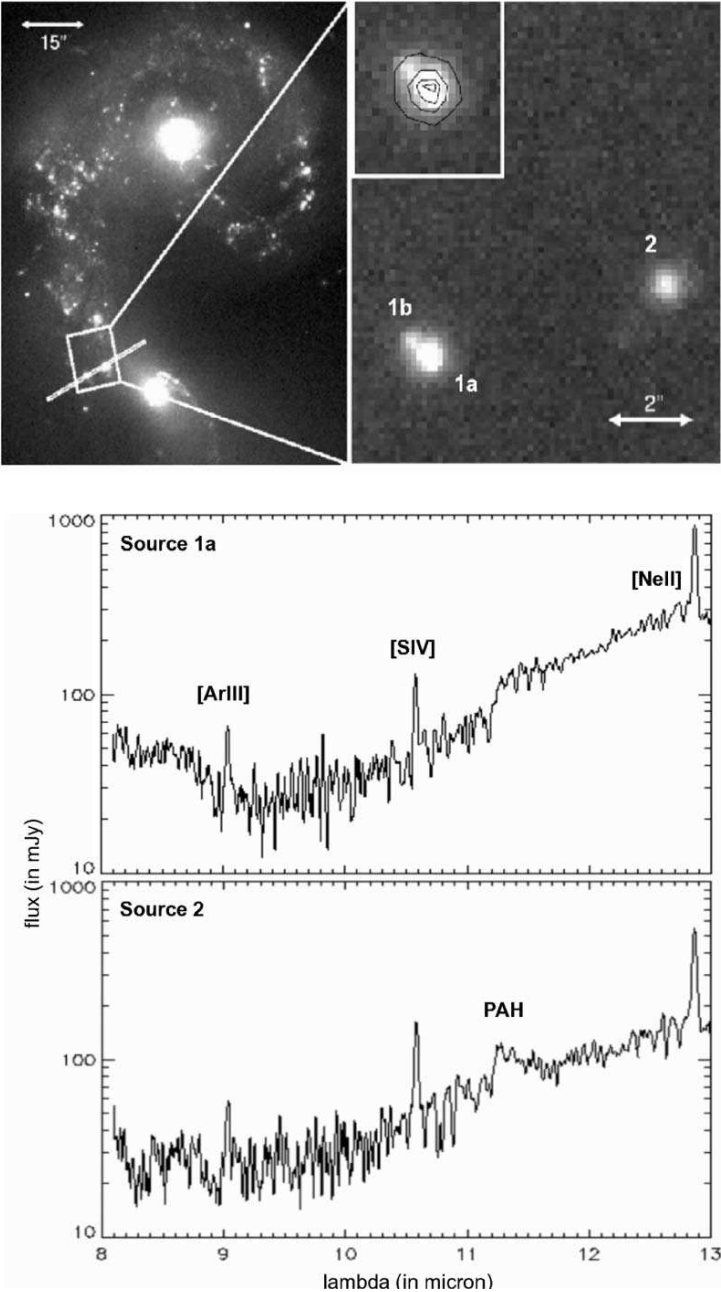 15"
2
1b
1a
2"
1000
Source 1a
[NeII]
[SIV]
[ArIII]
100
10
flux (in mJy)
1000
Source 2
PAH
100
10
8 9 10 11 12 13
lambda (in micron)